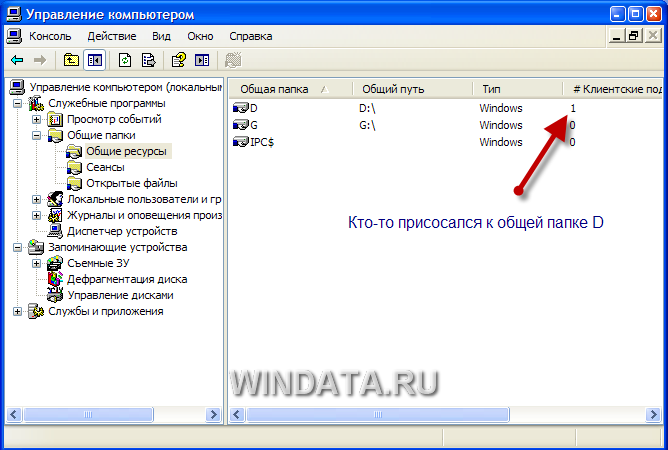 Управление компьютером
Консоль Действие Вид Окно Справка
Управление компьютером (локальным
Служебные программы
Просмотр событий
Общие папки
Общие ресурсы
Сеансы
Открытые файлы
Локальные пользователи и гр
Журналы и оповещения произ
Диспетчер устройств
Запоминающие устройства
Съемные ЗУ
Дефрагментация диска
Управление дисками
Службы и приложения
Общая папка Общий путь Тип # Клиентские под
D D:\ Windows 1
G G:\ Windows 0
IPC$ Windows 0
Кто-то присосался к общей папке D
WINDATA.RU